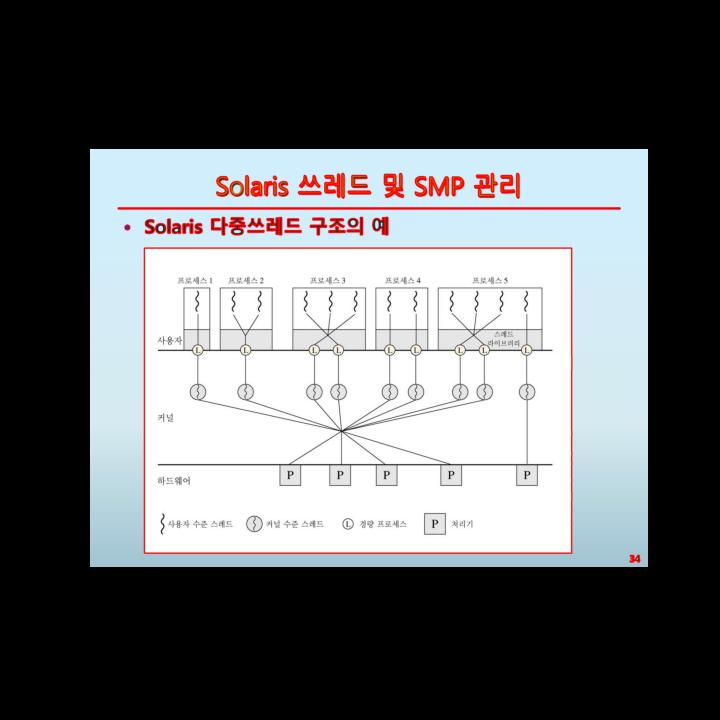 Solaris 쓰레드 및 SMP 관리
• Solaris 다중쓰레드 구조의 예
프로세스 1 프로세스 2 프로세스 3 프로세스 4 프로세스 5
사용자
스레드
라이브러리
L L L L L L L L L
커널
P P P P P
하드웨어
사용자 수준 스레드 커널 수준 스레드 L 경량 프로세스 P 처리기
34